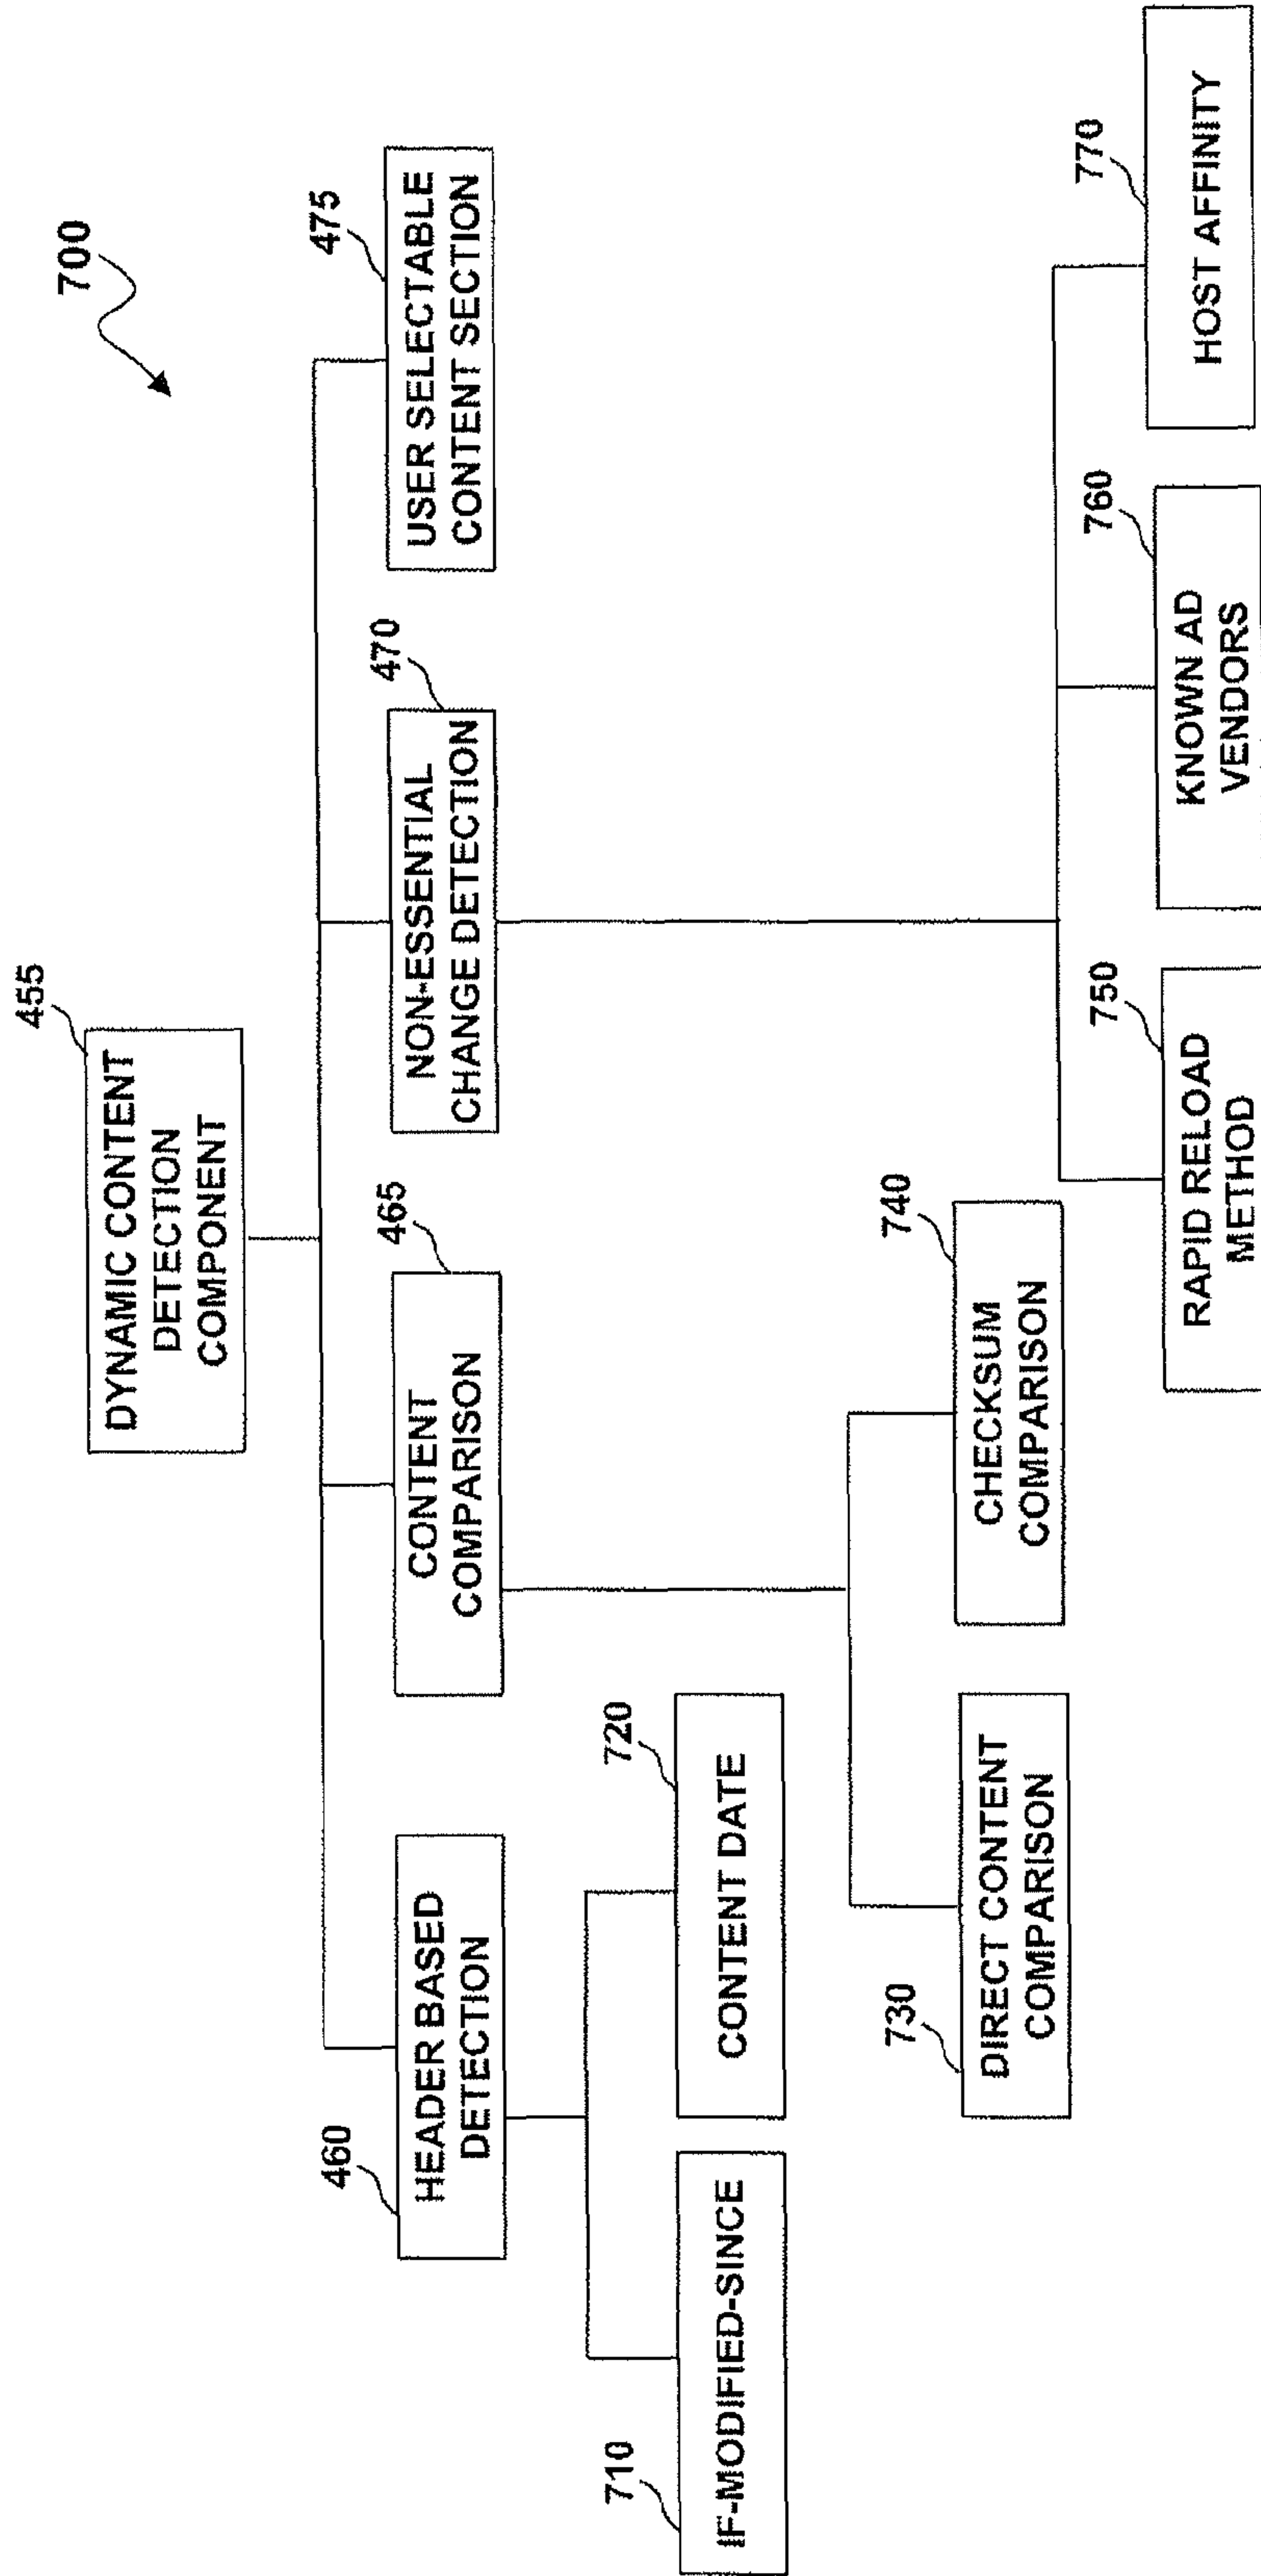 700
455
DYNAMIC CONTENT
DETECTION
COMPONENT
460
HEADER BASED
DETECTION
465
CONTENT
COMPARISON
470
NON-ESSENTIAL
CHANGE DETECTION
475
USER SELECTABLE
CONTENT SECTION
710
IF-MODIFIED-SINCE
720
CONTENT DATE
730
DIRECT CONTENT
COMPARISON
740
CHECKSUM
COMPARISON
750
RAPID RELOAD
METHOD
760
KNOWN AD
VENDORS
770
HOST AFFINITY